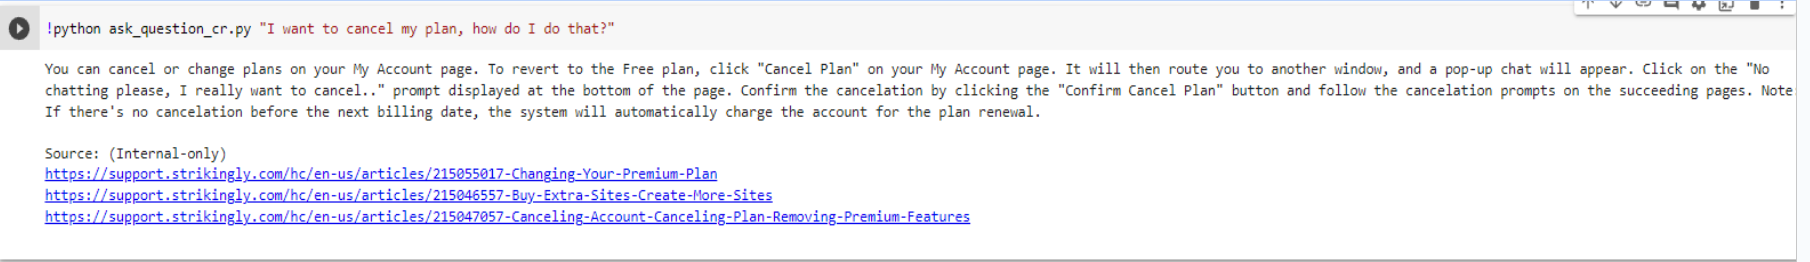 !python ask_question_cr.py "I want to cancel my plan, how do I do that?"
You can cancel or change plans on your My Account page. To revert to the Free plan, click "Cancel Plan" on your My Account page. It will then route you to another window, and a pop-up chat will appear. Click on the "No
chatting please, I really want to cancel.." prompt displayed at the bottom of the page. Confirm the cancelation by clicking the "Confirm Cancel Plan" button and follow the cancelation prompts on the succeeding pages. Note:
If there's no cancelation before the next billing date, the system will automatically charge the account for the plan renewal.
Source: (Internal-only)
https://support.strikingly.com/hc/en-us/articles/215055017-Changing-Your-Premium-Plan
https://support.strikingly.com/hc/en-us/articles/215046557-Buy-Extra-Sites-Create-More-Sites
https://support.strikingly.com/hc/en-us/articles/215047057-Canceling-Account-Canceling-Plan-Removing-Premium-Features